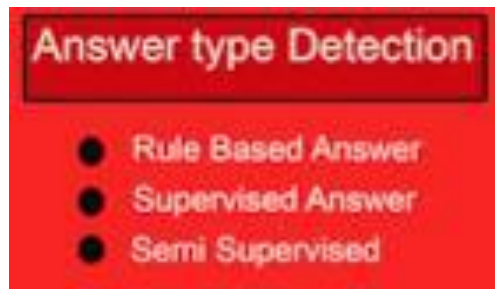 Answer type Detection
Rule Based Answer
Supervised Answer
Semi Supervised